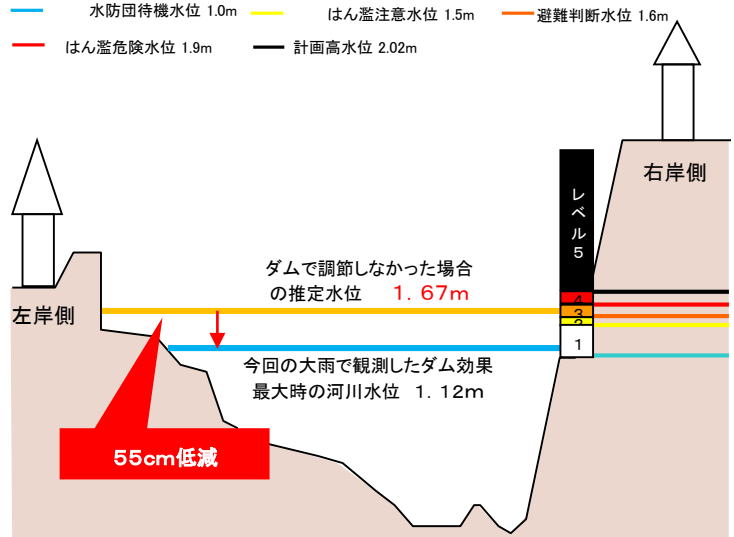 水防団待機水位 1.0m　はん濫注意水位 1.5m　避難判断水位 1.6m
はん濫危険水位 1.9m　計画高水位 2.02m
右岸側
レベル5
4
3
2
1
ダムで調節しなかった場合
の推定水位　1．67m
左岸側
今回の大雨で観測したダム効果
最大時の河川水位　1．12m
55cm低減